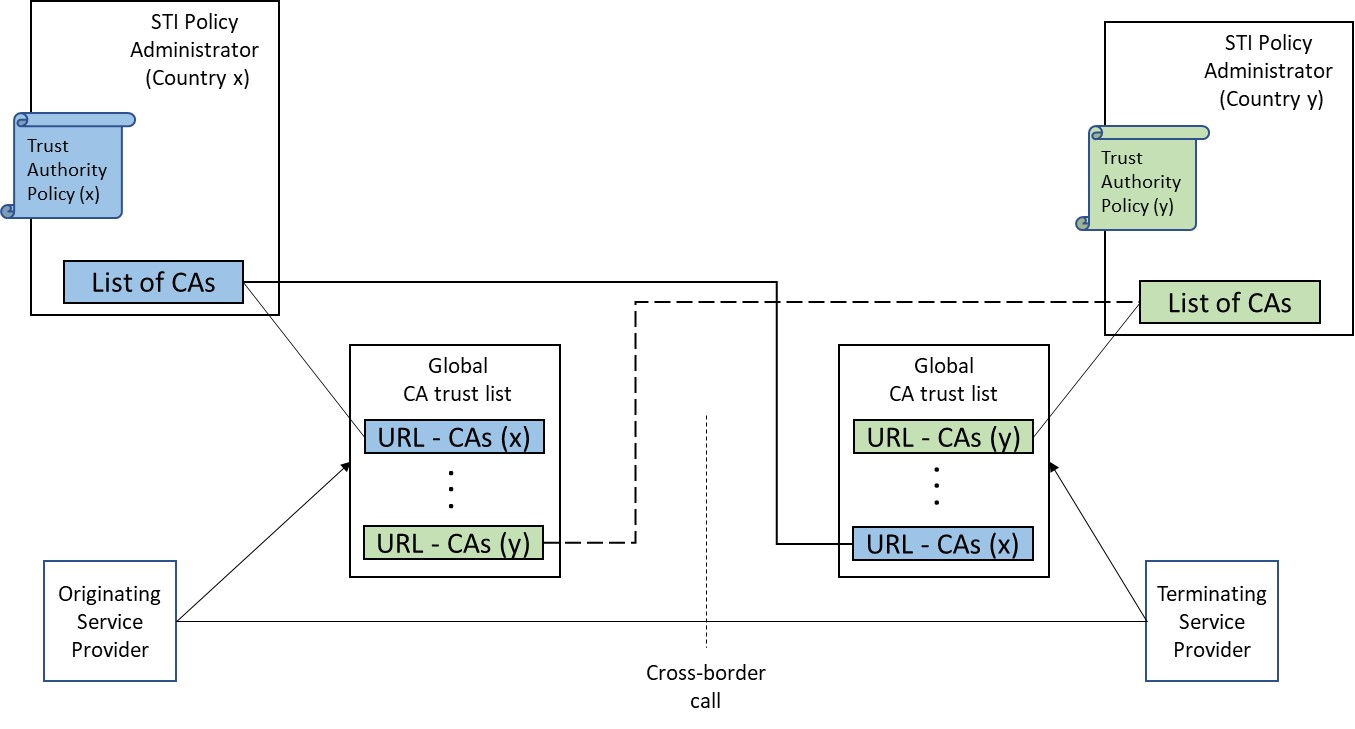 STI Policy
Administrator
(Country x)
Trust
Authority
Policy (x)
List of CAs
STI Policy
Administrator
(Country y)
Trust
Authority
Policy (y)
List of CAs
Global
CA trust list
URL - CAs (x)
URL - CAs (y)
Global
CA trust list
URL - CAs (y)
URL - CAs (x)
Originating
Service
Provider
Cross-border
call
Terminating
Service
Provider